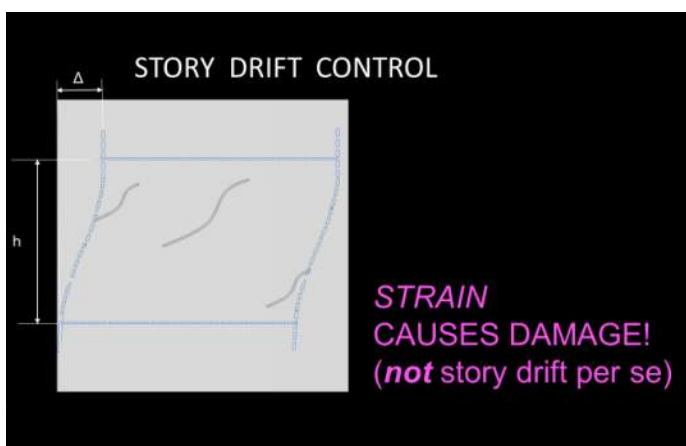 STORY DRIFT CONTROL
Δ
h
STRAIN
CAUSES DAMAGE!
(not story drift per se)